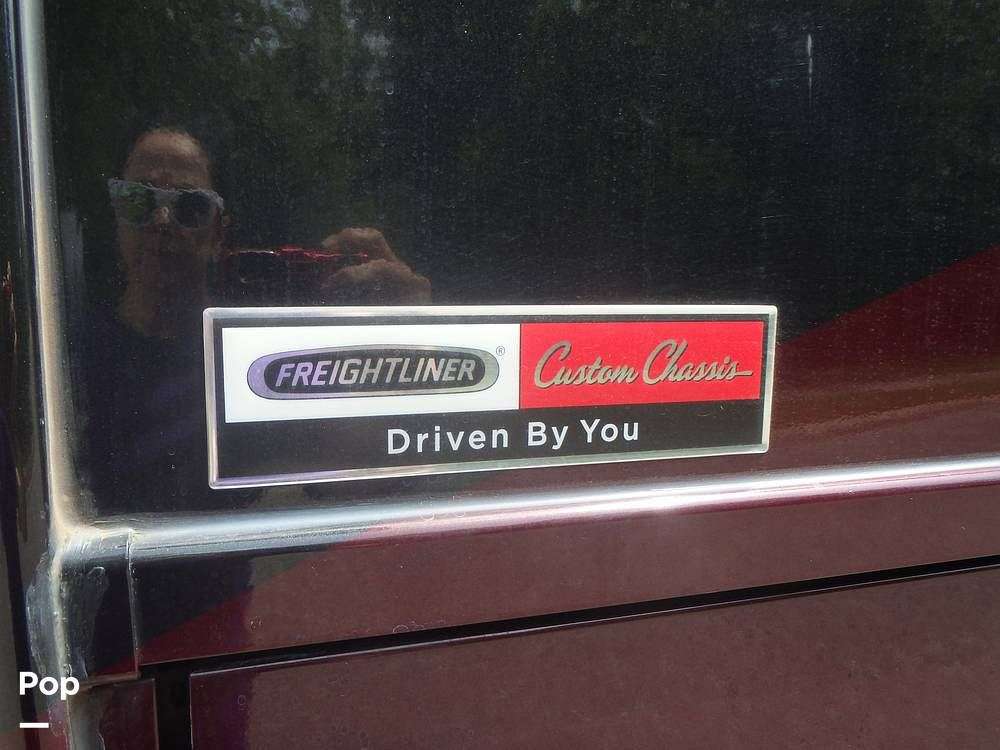 FREIGHTLINER® Custom Chassis
Driven By You
Pop